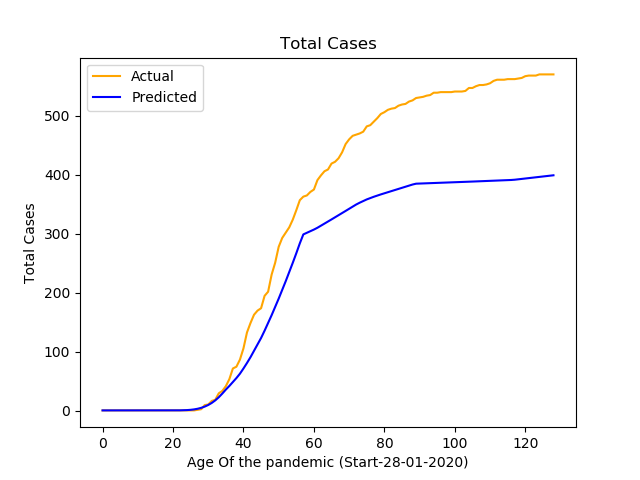 Total Cases
Actual
Predicted
Total Cases
500
400
300
200
100
0
0 20 40 60 80 100 120
Age Of the pandemic (Start-28-01-2020)